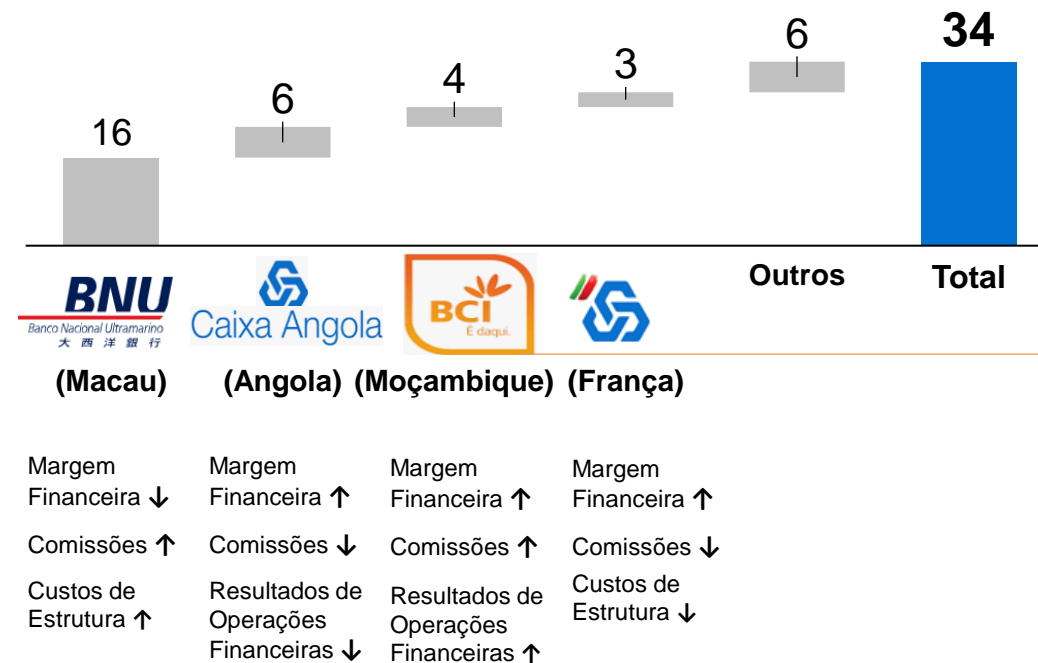 16
6
4
3
6
34
BNU
Banco Nacional Ultramarino
大西洋銀行
Caixa Angola
BCI
É daqui.
Outros
Total
(Macau)
(Angola)
(Moçambique)
(França)
Margem
Financeira ↓
Comissões ↑
Custos de
Estrutura ↑
Margem
Financeira ↑
Comissões ↓
Resultados de
Operações
Financeiras ↓
Margem
Financeira ↑
Comissões ↑
Resultados de
Operações
Financeiras ↑
Margem
Financeira ↑
Comissões ↓
Custos de
Estrutura ↓